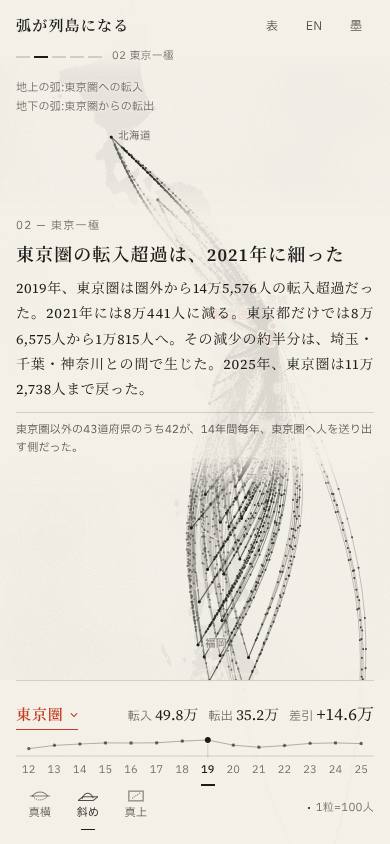 弧が列島になる
表 EN 墨
02 東京一極
地上の弧:東京圏への転入
地下の弧:東京圏からの転出
北海道
02 — 東京一極
東京圏の転入超過は、2021年に細った
2019年、東京圏は圏外から14万5,576人の転入超過だっ
た。2021年には8万441人に減る。東京都だけでは8万
6,575人から1万815人へ。その減少の約半分は、埼玉・
千葉・神奈川との間で生じた。2025年、東京圏は11万
2,738人まで戻った。
東京圏以外の43道府県のうち42が、14年間毎年、東京圏へ人を送り出
す側だった。
福岡
東京圏
転入 49.8万 転出 35.2万 差引 +14.6万
12 13 14 15 16 17 18 19 20 21 22 23 24 25
真横 斜め 真上
・1粒=100人